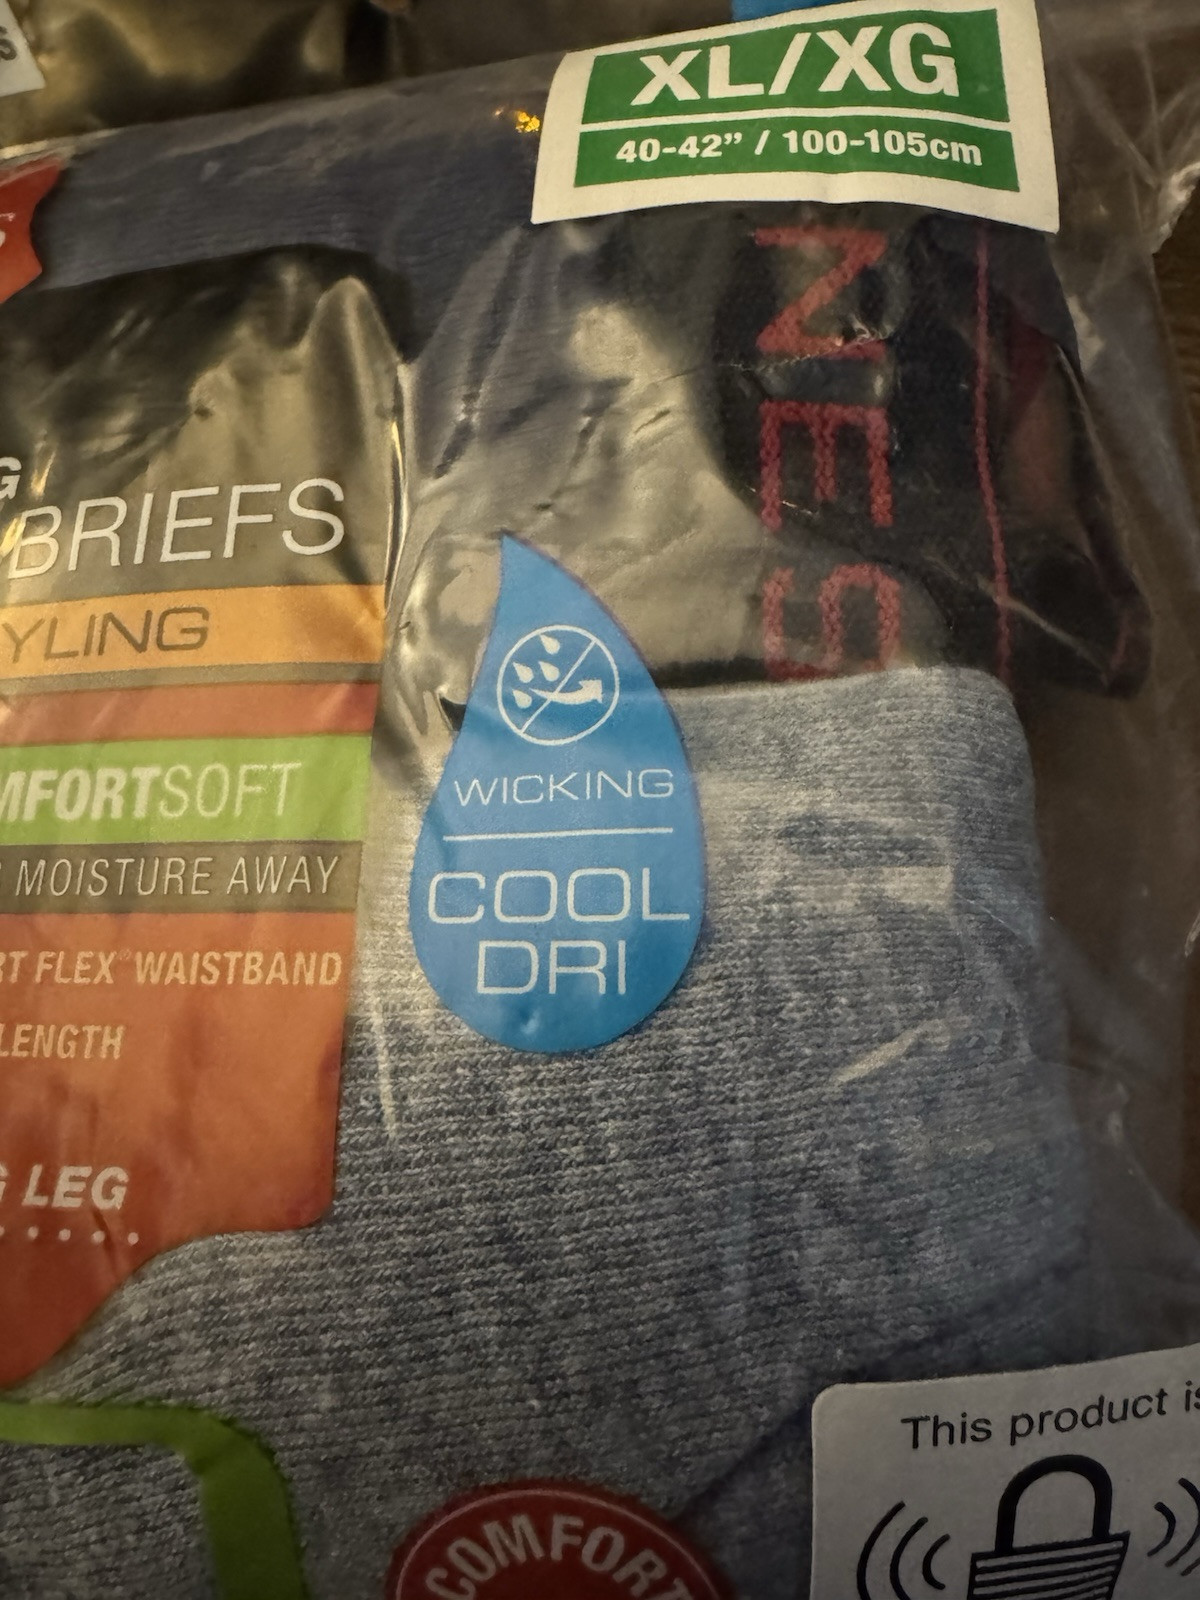 XL/XG
40-42” / 100-105cm
NES
BRIEFS
YLING
MFORTSOFT
MOISTURE AWAY
RT FLEX® WAISTBAND
LENGTH
G LEG
WICKING
COOL
DRI
This product is
COMFORT